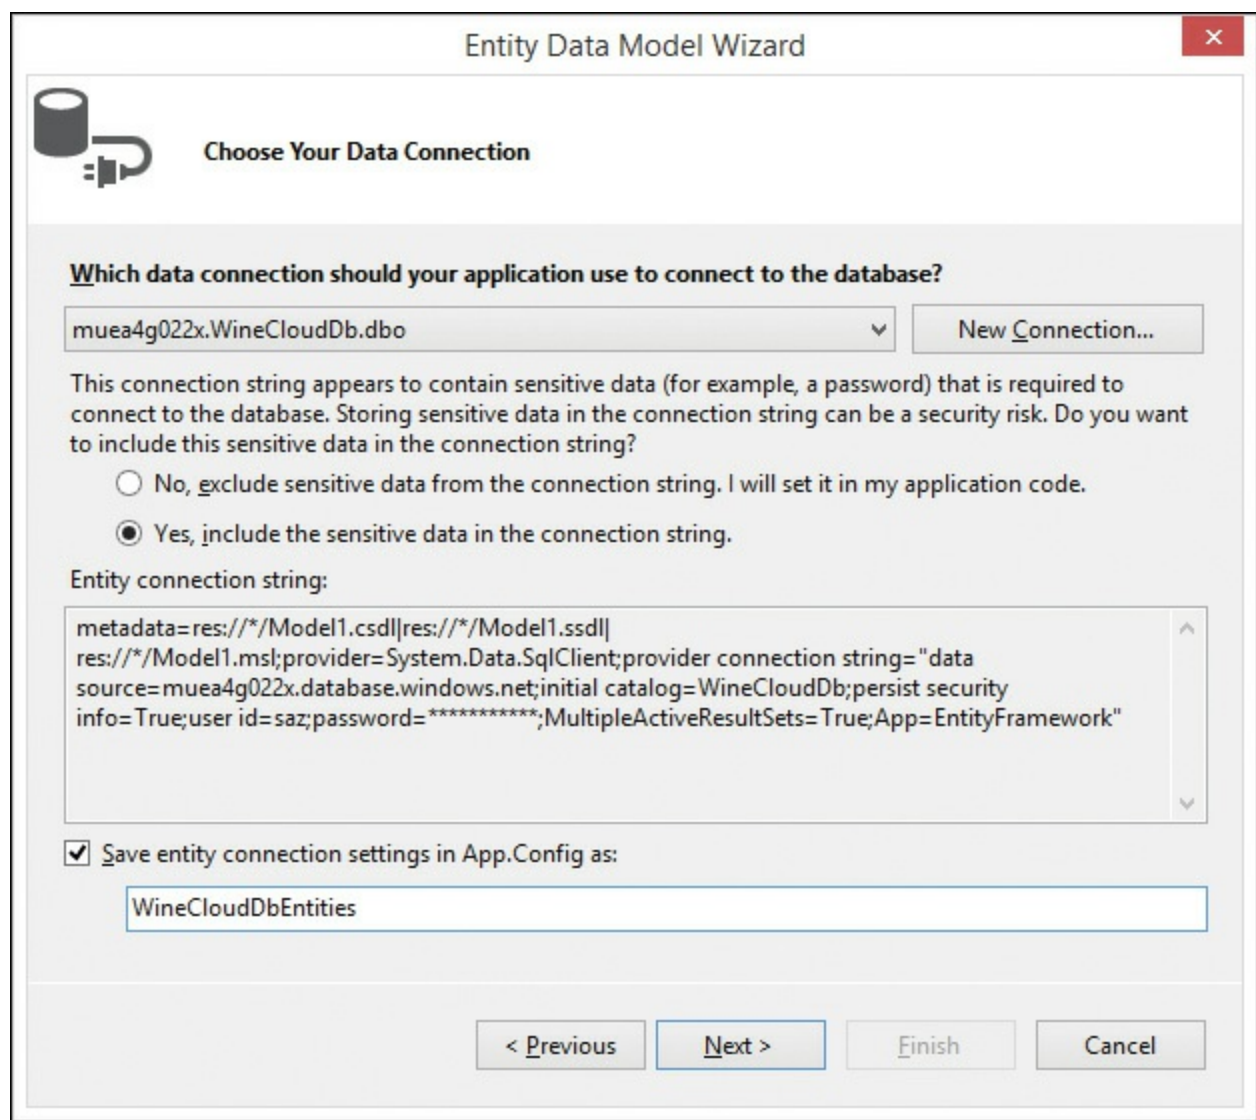 Entity Data Model Wizard
Choose Your Data Connection
Which data connection should your application use to connect to the database?
muea4g022x.WineCloudDb.dbo
New Connection...
This connection string appears to contain sensitive data (for example, a password) that is required to
connect to the database. Storing sensitive data in the connection string can be a security risk. Do you want
to include this sensitive data in the connection string?
No, exclude sensitive data from the connection string. I will set it in my application code.
Yes, include the sensitive data in the connection string.
Entity connection string:
metadata=res://*/Model1.csdl|res://*/Model1.ssdl|
res://*/Model1.msl;provider=System.Data.SqlClient;provider connection string="data
source=muea4g022x.database.windows.net;initial catalog=WineCloudDb;persist security
info=True;user id=saz;password=***********;MultipleActiveResultSets=True;App=EntityFramework"
Save entity connection settings in App.Config as:
WineCloudDbEntities
< Previous
Next >
Finish
Cancel